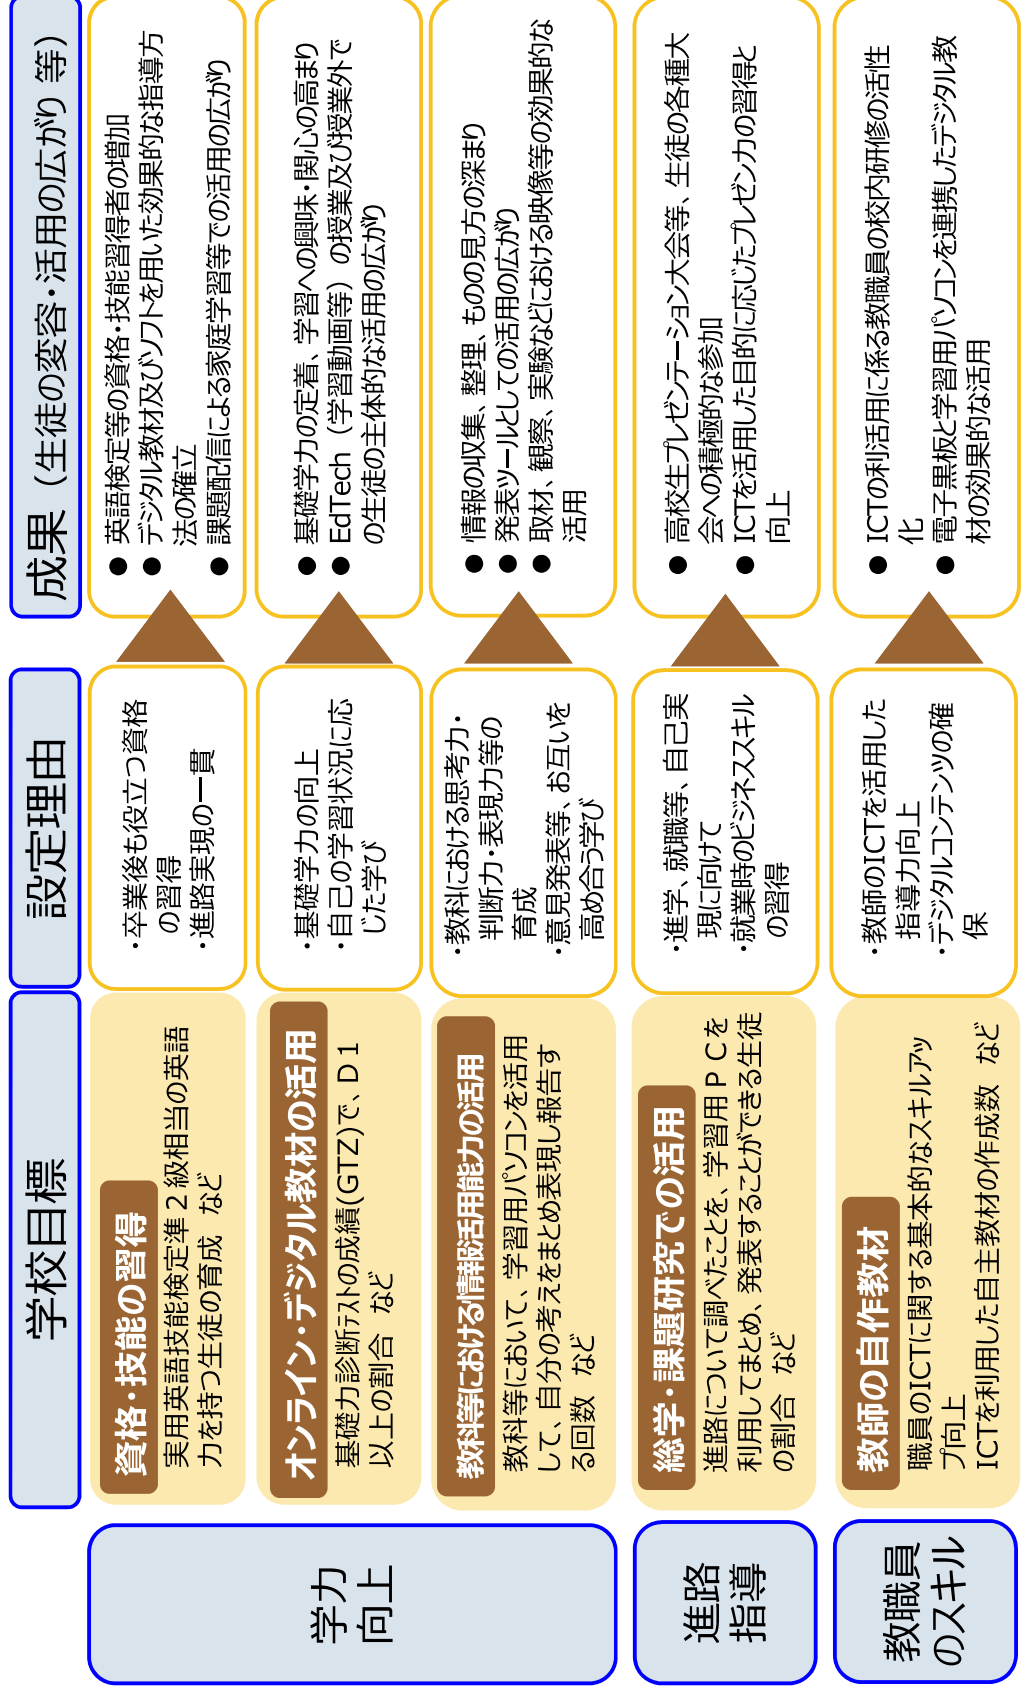 学校目標
設定理由
成果（生徒の変容・活用の広がり 等）
学力
向上
資格・技能の習得
実用英語技能検定準２級相当の英語
力を持つ生徒の育成　など
・卒業後も役立つ資格
の習得
・進路実現の一貫
● 英語検定等の資格・技能習得者の増加
● デジタル教材及びソフトを用いた効果的な指導方
法の確立
● 課題配信による家庭学習等での活用の広がり
オンライン・デジタル教材の活用
基礎力診断ﾃｽﾄの成績(GTZ)で、Ｄ１
以上の割合　など
・基礎学力の向上
・自己の学習状況に応
じた学び
● 基礎学力の定着、学習への興味・関心の高まり
● EdTech（学習動画等）の授業及び授業外で
の生徒の主体的な活用の広がり
教科等における情報活用能力の活用
教科等において、学習用パソコンを活用
して、自分の考えをまとめ表現し報告す
る回数　など
・教科における思考力・
判断力・表現力等の
育成
・意見発表等、お互いを
高め合う学び
● 情報の収集、整理、ものの見方の深まり
● 発表ツールとしての活用の広がり
● 取材、観察、実験などにおける映像等の効果的な
活用
進路
指導
総学・課題研究での活用
進路について調べたことを、学習用ＰＣを
利用してまとめ、発表することができる生徒
の割合　など
・進学、就職等、自己実
現に向けて
・就業時のビジネススキル
の習得
● 高校生プレゼンテーション大会等、生徒の各種大
会への積極的な参加
● ICTを活用した目的に応じたプレゼン力の習得と
向上
教職員
のスキル
教師の自作教材
職員のICTに関する基本的なスキルアッ
プ向上
ICTを利用した自主教材の作成数　など
・教師のICTを活用した
指導力向上
・デジタルコンテンツの確
保
● ICTの利活用に係る教職員の校内研修の活性
化
● 電子黒板と学習用パソコンを連携したデジタル教
材の効果的な活用